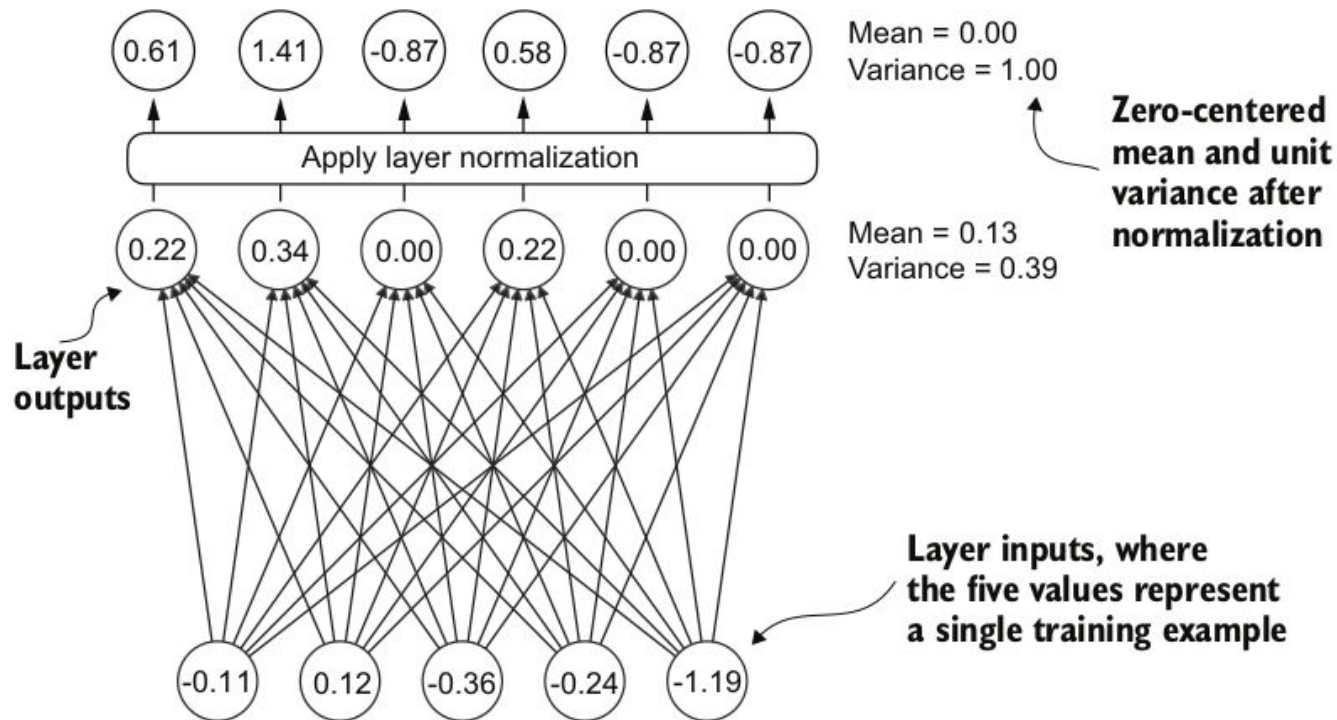 0.61 1.41 -0.87 0.58 -0.87 -0.87
Mean = 0.00
Variance = 1.00
Zero-centered
mean and unit
variance after
normalization
Apply layer normalization
0.22 0.34 0.00 0.22 0.00 0.00
Mean = 0.13
Variance = 0.39
Layer
outputs
Layer inputs, where
the five values represent
a single training example
-0.11 0.12 -0.36 -0.24 -1.19